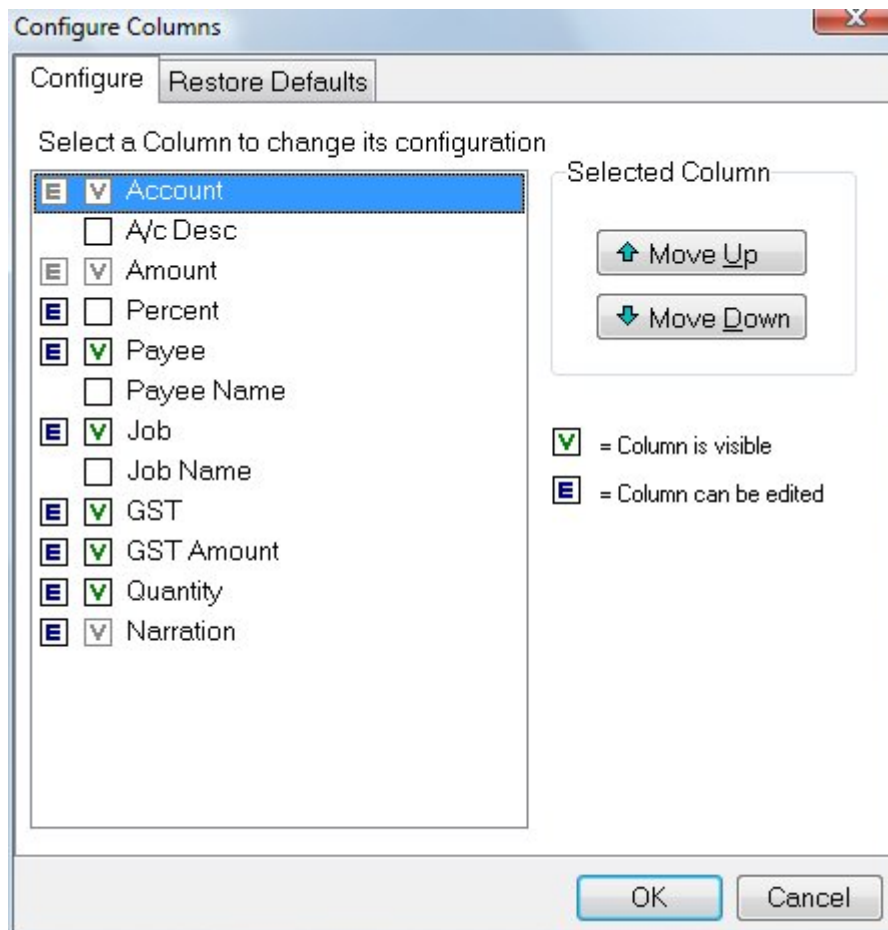 Configure Columns
Configure
Restore Defaults
Select a Column to change its configuration
E V Account
A/c Desc
E V Amount
E Percent
E V Payee
Payee Name
E V Job
Job Name
E V GST
E V GST Amount
E V Quantity
E V Narration
Selected Column
Move Up
Move Down
V = Column is visible
E = Column can be edited
OK
Cancel